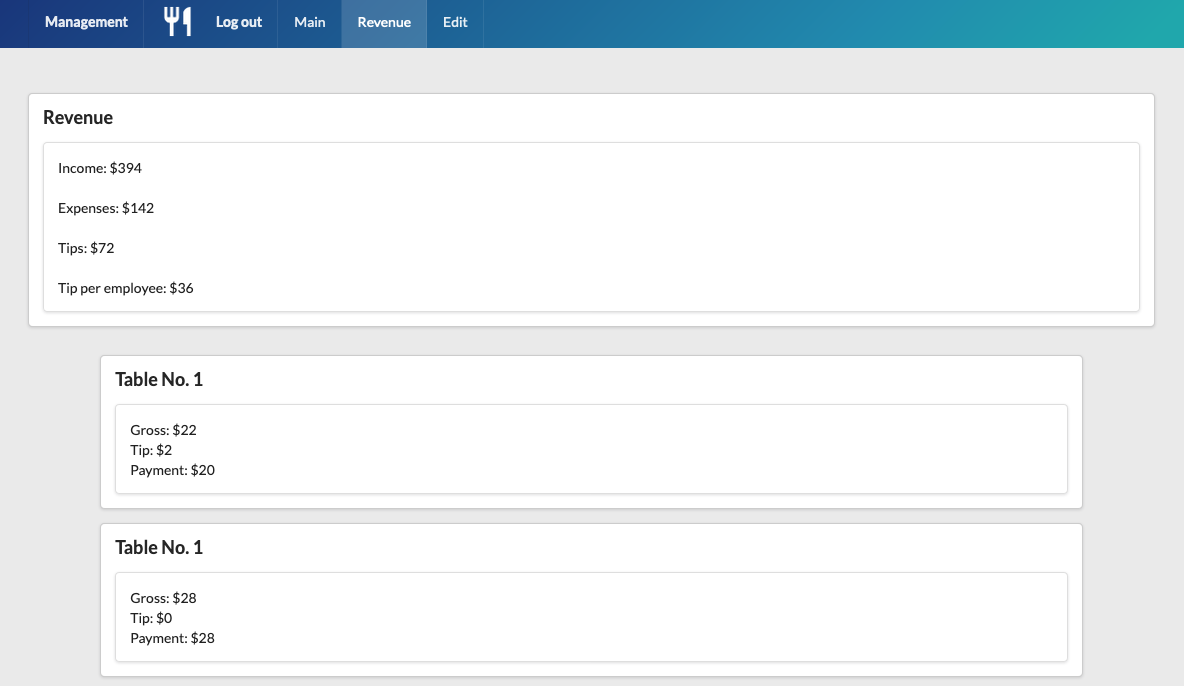 Management Log out Main Revenue Edit
Revenue
Income: $394
Expenses: $142
Tips: $72
Tip per employee: $36
Table No. 1
Gross: $22
Tip: $2
Payment: $20
Table No. 1
Gross: $28
Tip: $0
Payment: $28